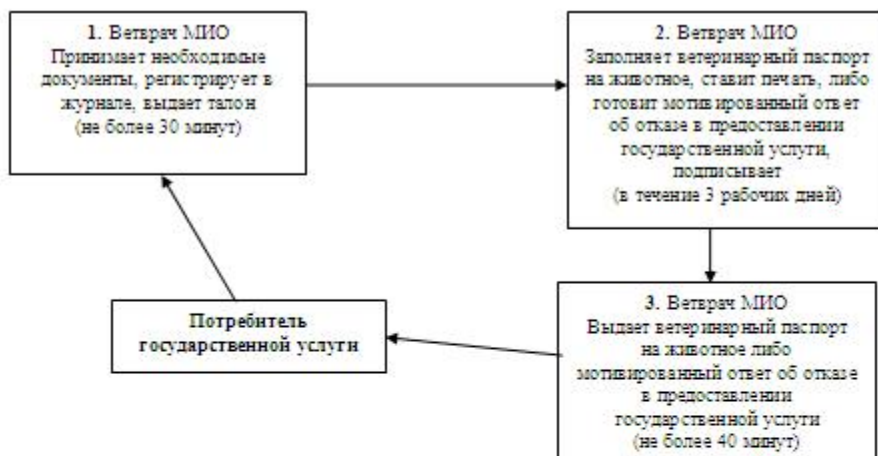 1. Ветврач МИО
Принимает необходимые
документы, регистрирует в
журнале, выдает талон
(не более 30 минут)
2. Ветврач МИО
Заполняет ветеринарный паспорт
на животное, ставит печать, либо
готовит мотивированный ответ
об отказе в предоставлении
государственной услуги,
подписывает
(в течение 3 рабочих дней)
3. Ветврач МИО
Выдает ветеринарный паспорт
на животное либо
мотивированный ответ об отказе
в предоставлении
государственной услуги
(не более 40 минут)
Потребитель
государственной услуги